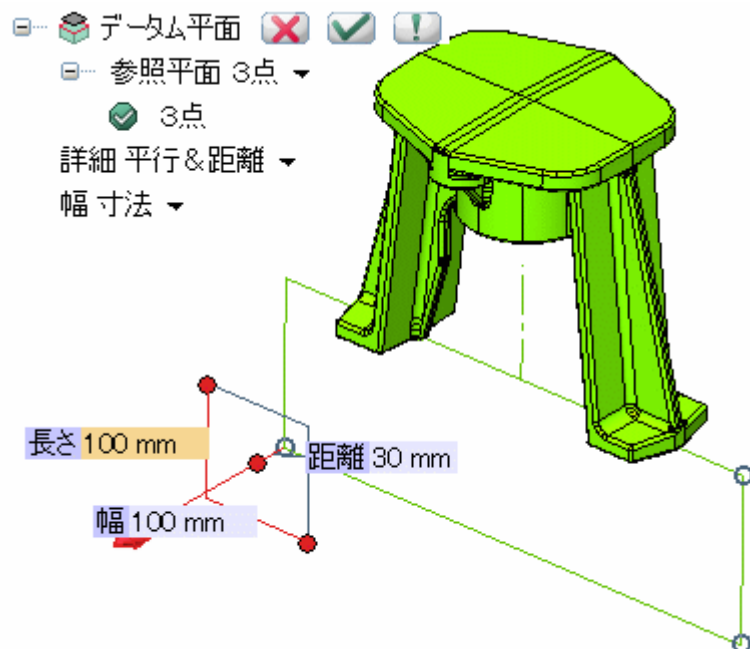 データム平面
参照平面 3点
3点
詳細 平行&距離
幅 寸法
長さ 100 mm
距離 30 mm
幅 100 mm